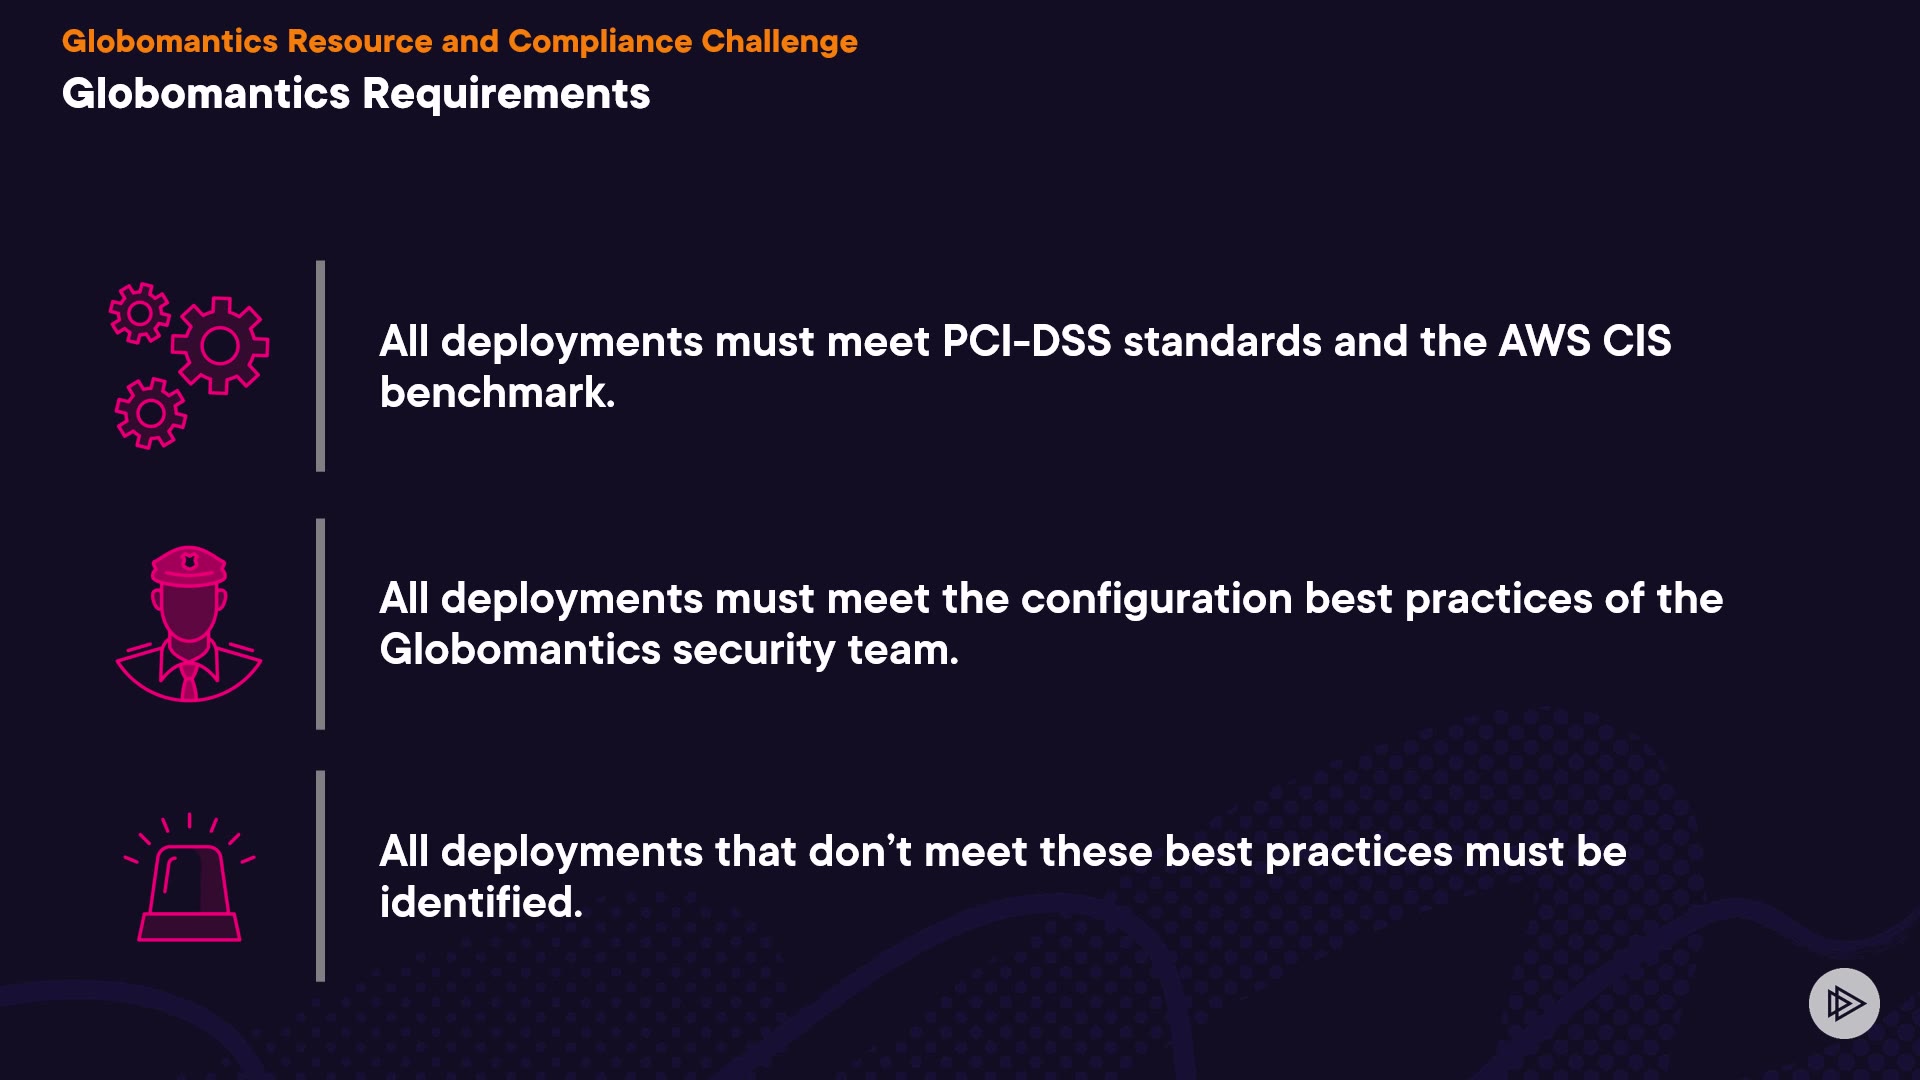 Globomantics Resource and Compliance Challenge
Globomantics Requirements
All deployments must meet PCI-DSS standards and the AWS CIS
benchmark.
All deployments must meet the configuration best practices of the
Globomantics security team.
All deployments that don’t meet these best practices must be
identified.